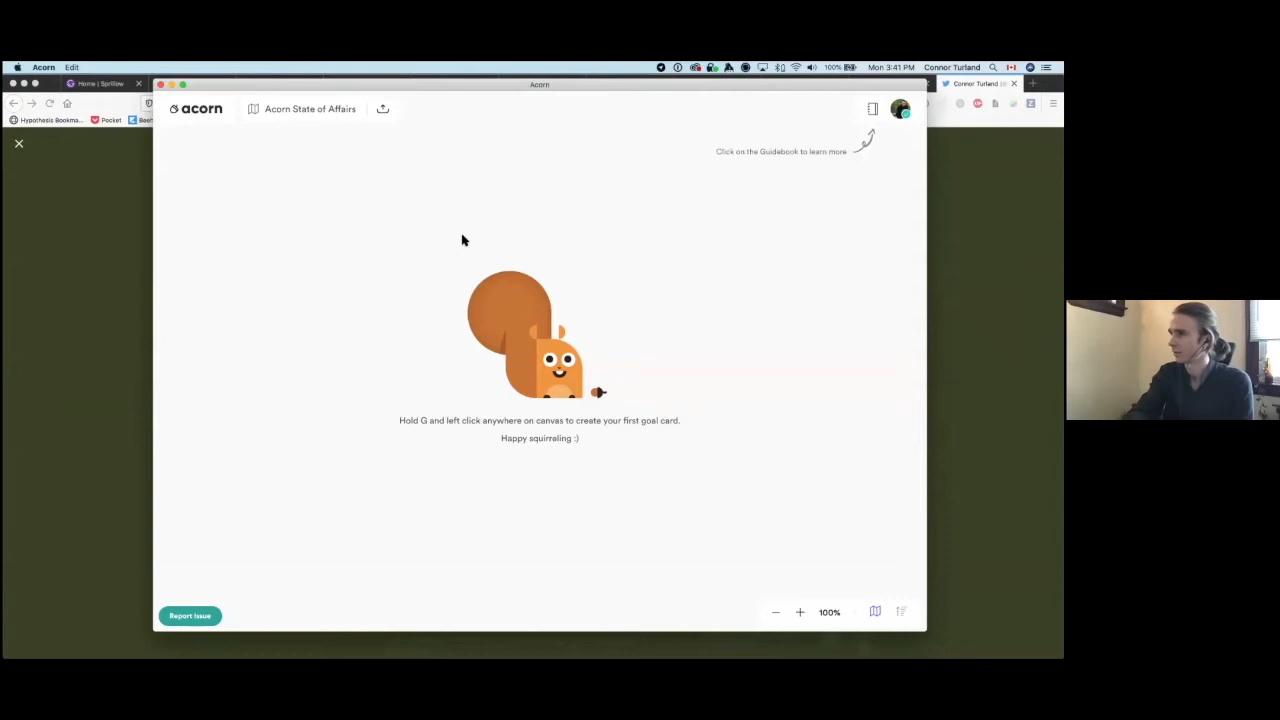 Acorn Edit
100% Mon 3:41 PM Connor Turland
Home | Sprillow
Acorn
Connor Turland |
acorn
Acorn State of Affairs
Hypothesis Bookma... Pocket
Click on the Guidebook to learn more
Hold G and left click anywhere on canvas to create your first goal card.
Happy squirreling :)
Report Issue
100%